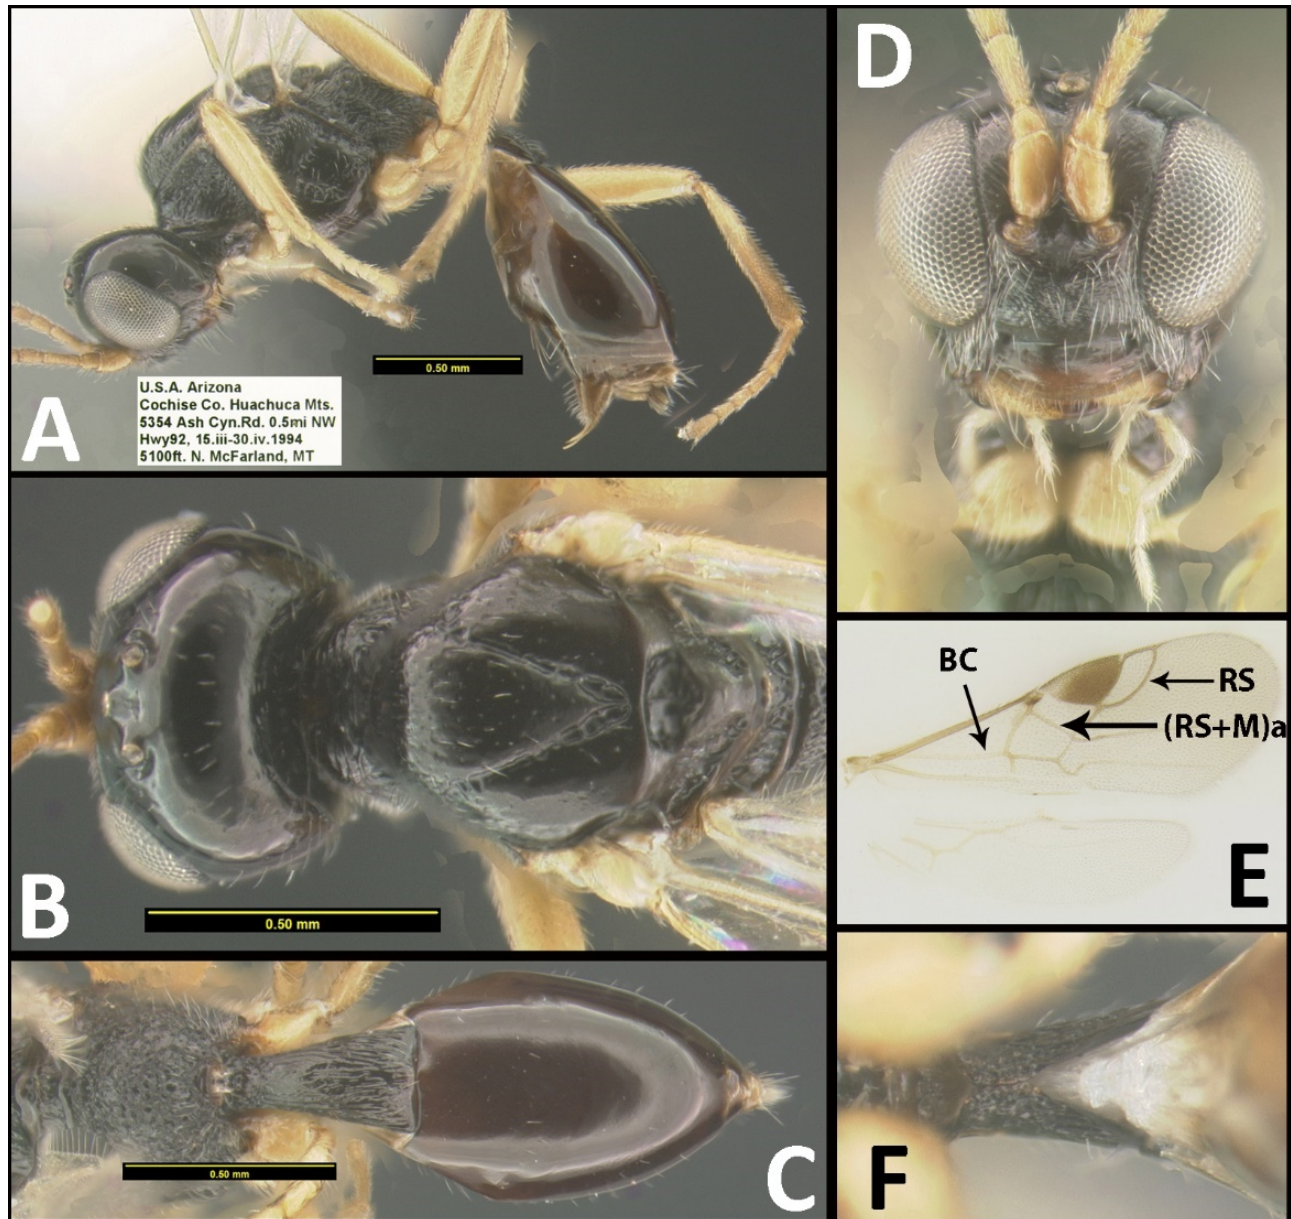 A
0.50 mm
U.S.A. Arizona
Cochise Co. Huachuca Mts.
5354 Ash Cyn.Rd. 0.5mi NW
Hwy92, 15.iii-30.iv.1994
5100ft. N. McFarland, MT
B
0.50 mm
C
0.50 mm
D
BC
RS
(RS+M)a
E
F